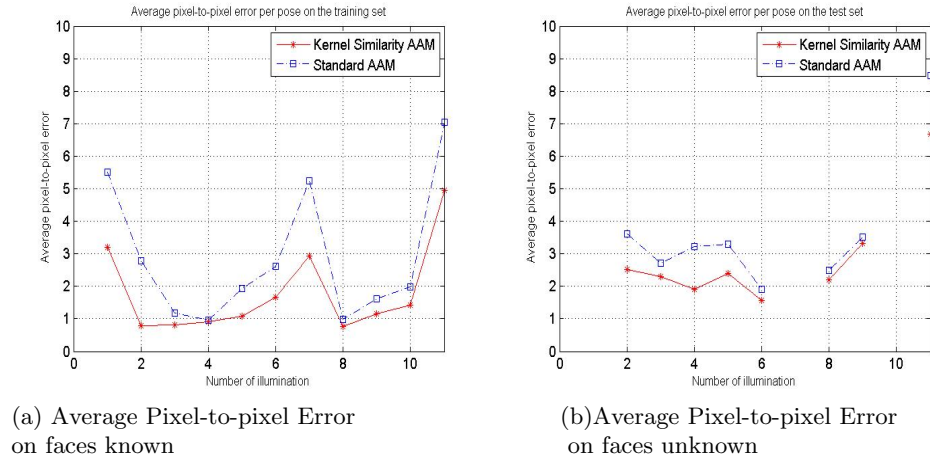 Average pixel-to-pixel error per pose on the training set
10
9
8
7
6
5
4
3
2
1
0
Average pixel-to-pixel error
Kernel Similarity AAM
Standard AAM
0 2 4 6 8 10
Number of illumination
(a) Average Pixel-to-pixel Error
on faces known
Average pixel-to-pixel error per pose on the test set
10
9
8
7
6
5
4
3
2
1
0
Average pixel-to-pixel error
Kernel Similarity AAM
Standard AAM
0 2 4 6 8 10
Number of illumination
(b)Average Pixel-to-pixel Error
on faces unknown